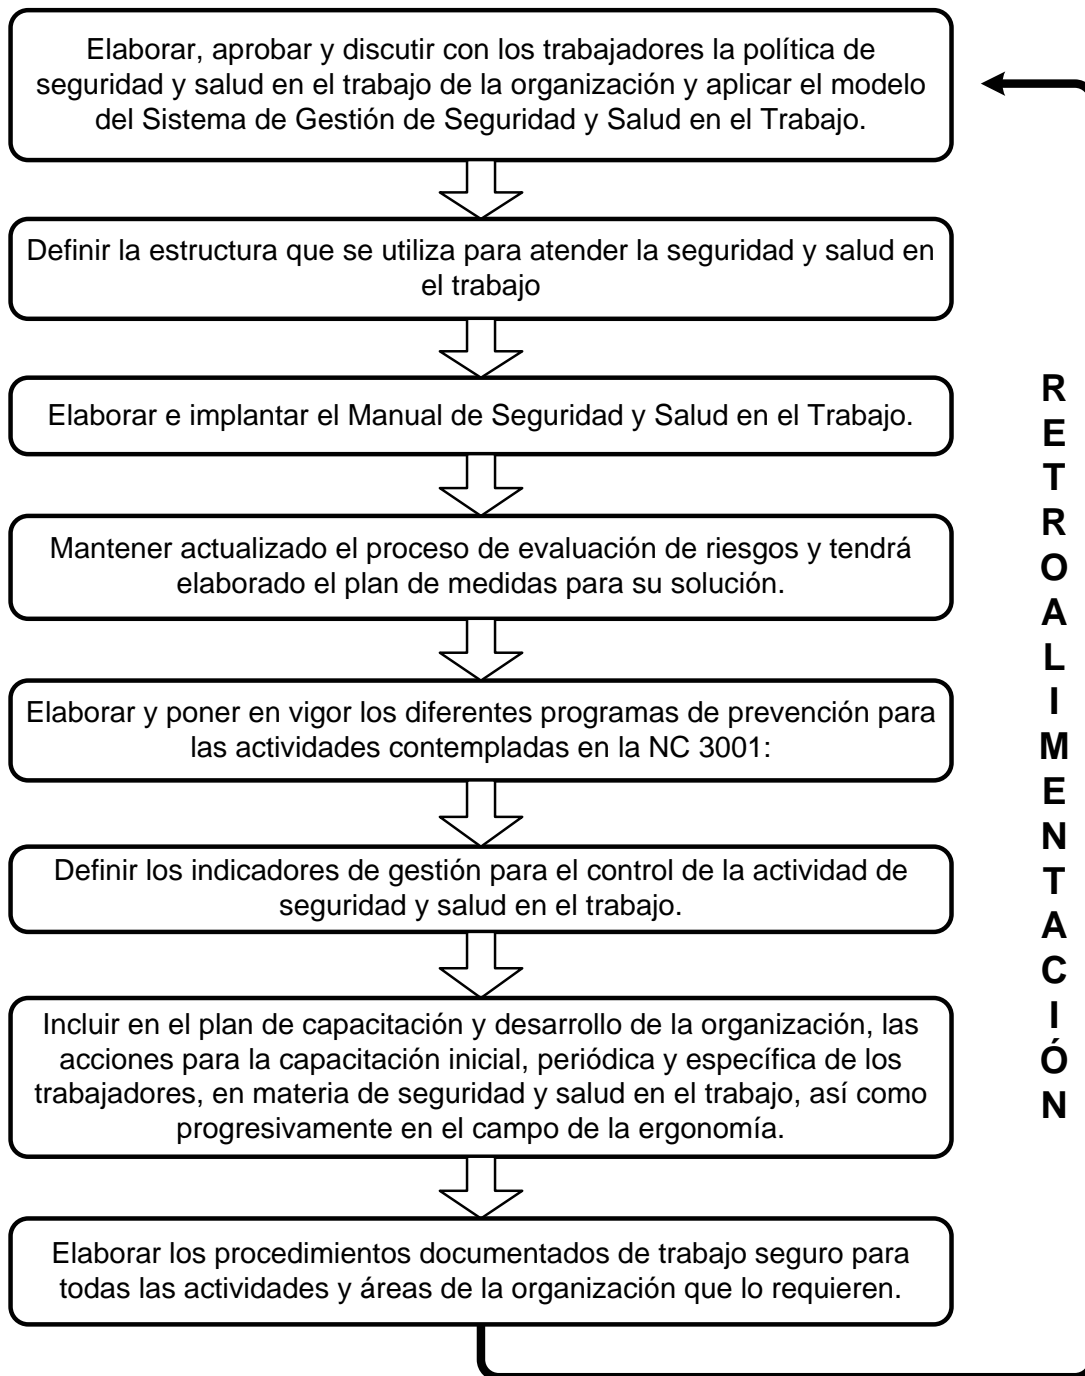 Elaborar, aprobar y discutir con los trabajadores la política de
seguridad y salud en el trabajo de la organización y aplicar el modelo
del Sistema de Gestión de Seguridad y Salud en el Trabajo.
Definir la estructura que se utiliza para atender la seguridad y salud en
el trabajo
Elaborar e implantar el Manual de Seguridad y Salud en el Trabajo.
Mantener actualizado el proceso de evaluación de riesgos y tendrá
elaborado el plan de medidas para su solución.
Elaborar y poner en vigor los diferentes programas de prevención para
las actividades contempladas en la NC 3001:
Definir los indicadores de gestión para el control de la actividad de
seguridad y salud en el trabajo.
Incluir en el plan de capacitación y desarrollo de la organización, las
acciones para la capacitación inicial, periódica y específica de los
trabajadores, en materia de seguridad y salud en el trabajo, así como
progresivamente en el campo de la ergonomía.
Elaborar los procedimientos documentados de trabajo seguro para
todas las actividades y áreas de la organización que lo requieren.
RETROALIMENTACIÓN